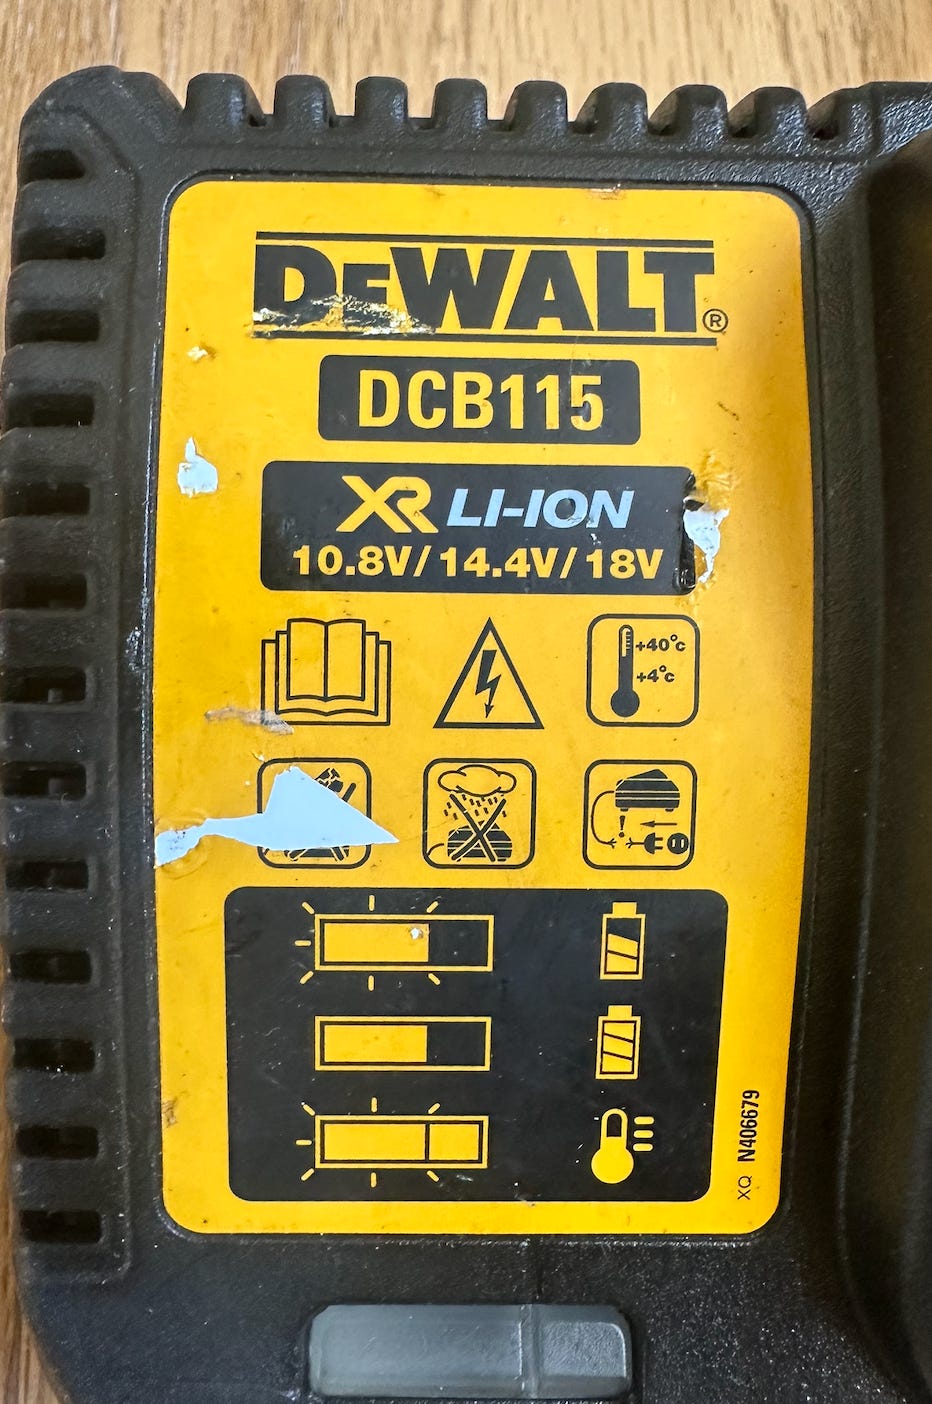 DEWALT®
DCB115
XR LI-ION
10.8V/14.4V/18V
+40°C
+4°C
XQ N406679